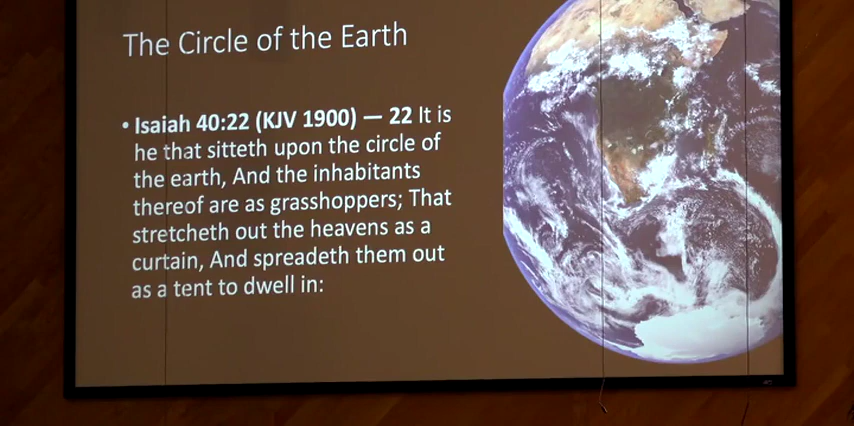 The Circle of the Earth
• Isaiah 40:22 (KJV 1900) — 22 It is
he that sitteth upon the circle of
the earth, And the inhabitants
thereof are as grasshoppers; That
stretcheth out the heavens as a
curtain, And spreadeth them out
as a tent to dwell in: